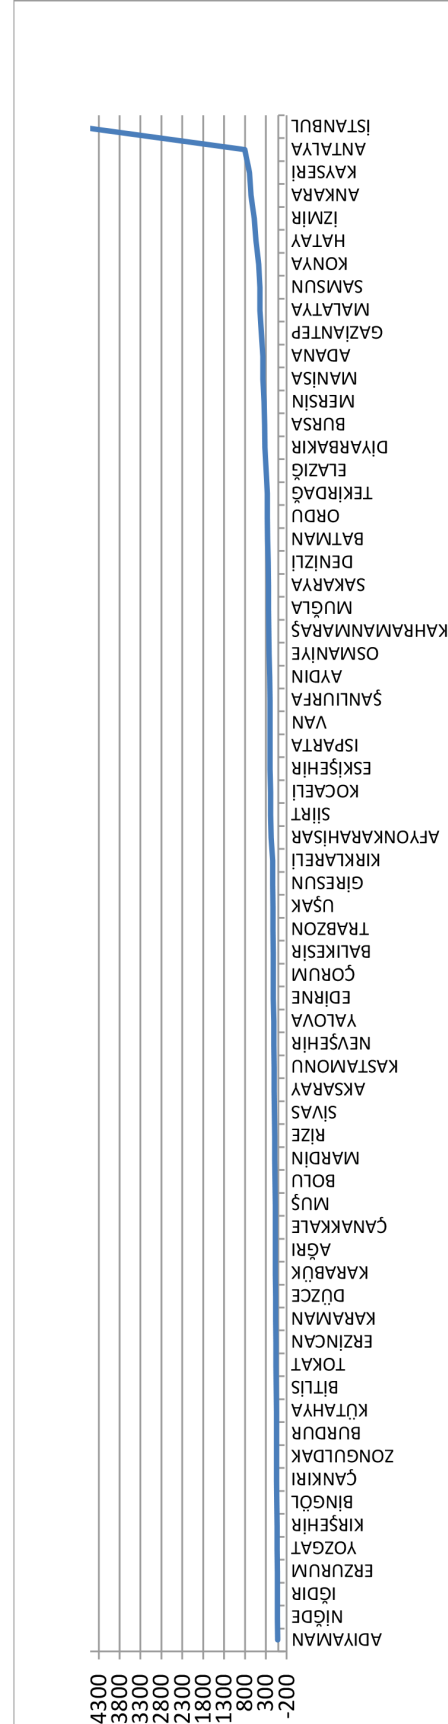 İSTANBUL
ANTALYA
KAYSERİ
ANKARA
İZMİR
HATAY
KONYA
SAMSUN
MALATYA
GAZİANTEP
ADANA
MANİSA
MERSİN
BURSA
DİYARBAKIR
ELAZIĞ
TEKİRDAĞ
ORDU
BATMAN
DENİZLİ
SAKARYA
MUĞLA
KAHRAMANMARAŞ
OSMANİYE
AYDIN
ŞANLIURFA
VAN
ISPARTA
ESKİŞEHİR
KOCAELİ
SİİRT
AFYONKARAHİSAR
KIRKLARELİ
GİRESUN
UŞAK
TRABZON
BALIKESİR
ÇORUM
EDİRNE
YALOVA
NEVŞEHİR
KASTAMONU
AKSARAY
SİVAS
RİZE
MARDİN
BOLU
MUŞ
ÇANAKKALE
AĞRI
KARABÜK
DÜZCE
KARAMAN
ERZİNCAN
TOKAT
BİTLİS
KÜTAHYA
BURDUR
ZONGULDAK
ÇANKIRI
BİNGÖL
KIRŞEHİR
YOZGAT
ERZURUM
IĞDIR
NİĞDE
ADIYAMAN
4300
3800
3300
2800
2300
1800
1300
800
300
-200